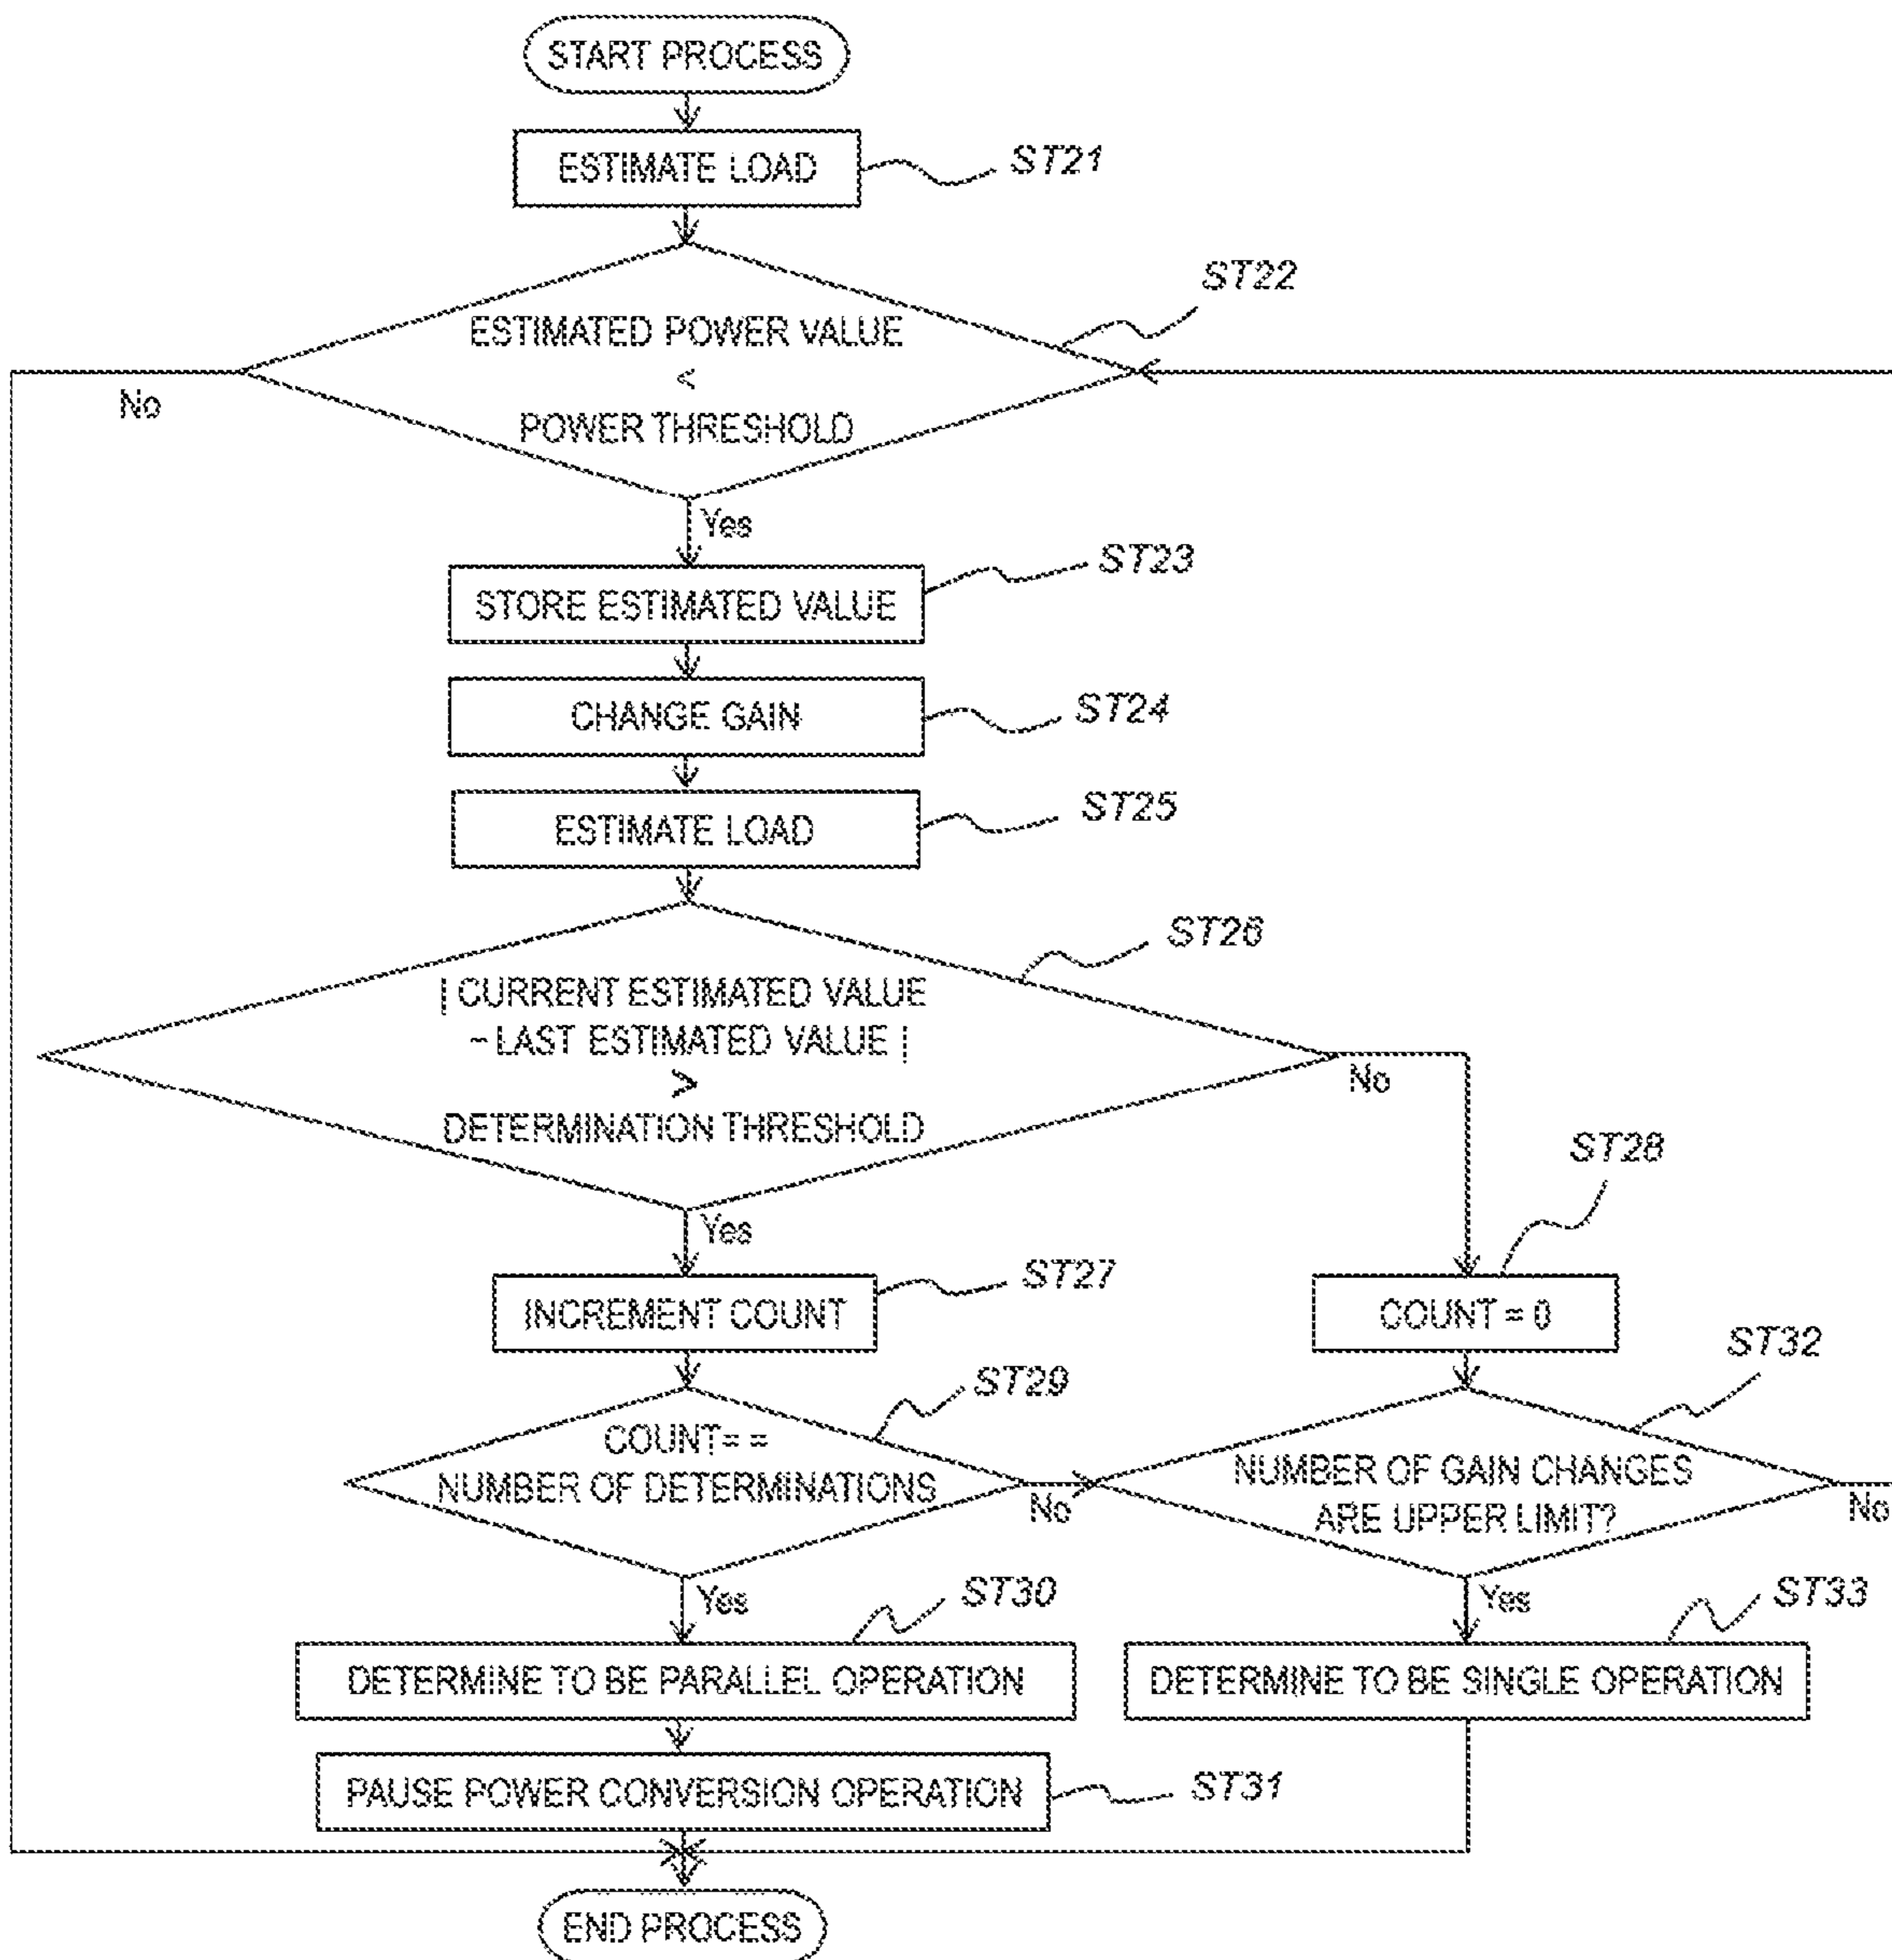 START PROCESS
ESTIMATE LOAD
ST21
ST22
ESTIMATED POWER VALUE
<
POWER THRESHOLD
No
Yes
ST23
STORE ESTIMATED VALUE
CHANGE GAIN
ST24
ESTIMATE LOAD
ST25
ST26
| CURRENT ESTIMATED VALUE
- LAST ESTIMATED VALUE |
>
DETERMINATION THRESHOLD
No
Yes
ST28
ST27
INCREMENT COUNT
COUNT = 0
ST32
ST29
COUNT= =
NUMBER OF DETERMINATIONS
No
NUMBER OF GAIN CHANGES
ARE UPPER LIMIT?
No
Yes
ST30
Yes
ST33
DETERMINE TO BE PARALLEL OPERATION
DETERMINE TO BE SINGLE OPERATION
PAUSE POWER CONVERSION OPERATION
ST31
END PROCESS